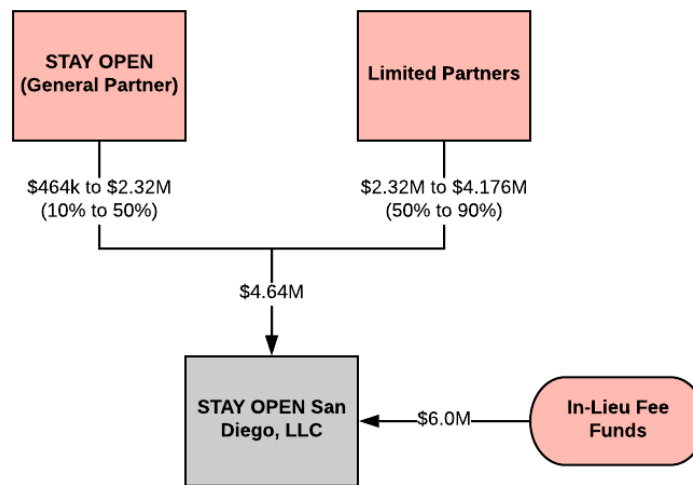 STAY OPEN
(General Partner)
Limited Partners
$464k to $2.32M
(10% to 50%)
$2.32M to $4.176M
(50% to 90%)
$4.64M
STAY OPEN San
Diego, LLC
$6.0M
In-Lieu Fee
Funds